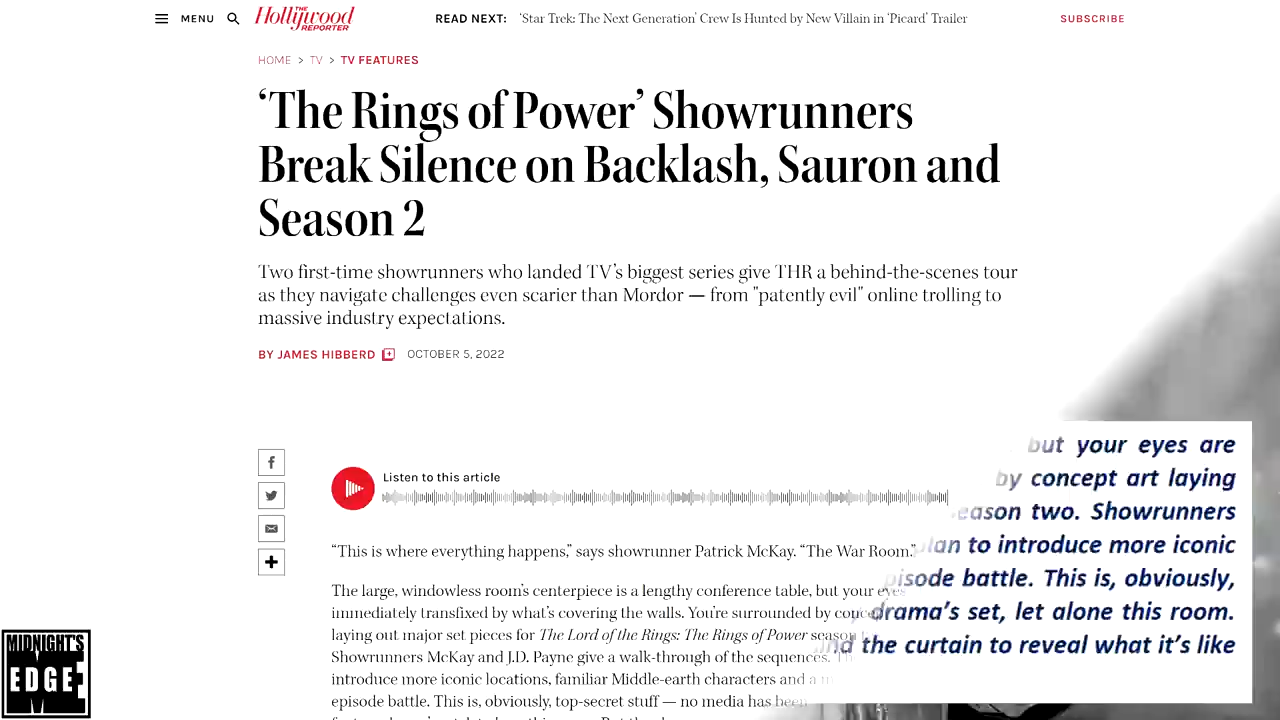 MENU
THE
Hollywood
REPORTER
READ NEXT: 'Star Trek: The Next Generation' Crew Is Hunted by New Villain in 'Picard' Trailer
SUBSCRIBE
HOME > TV > TV FEATURES
‘The Rings of Power’ Showrunners
Break Silence on Backlash, Sauron and
Season 2
Two first-time showrunners who landed TV’s biggest series give THR a behind-the-scenes tour
as they navigate challenges even scarier than Mordor — from "patently evil" online trolling to
massive industry expectations.
BY JAMES HIBBERD
OCTOBER 5, 2022
Listen to this article
“This is where everything happens,” says showrunner Patrick McKay. “The War Room.”
The large, windowless room’s centerpiece is a lengthy conference table, but your eyes
immediately transfixed by what’s covering the walls. You’re surrounded by
laying out major set pieces for The Lord of the Rings: The Rings of Power season
Showrunners McKay and J.D. Payne give a walk-through of the sequences.
introduce more iconic locations, familiar Middle-earth characters and a
episode battle. This is, obviously, top-secret stuff — no media has been
but your eyes are
by concept art laying
two. Showrunners
plan to introduce more iconic
battle. This is, obviously,
drama’s set, let alone this room.
the curtain to reveal what it’s like
MIDNIGHT'S
EDGE
ME